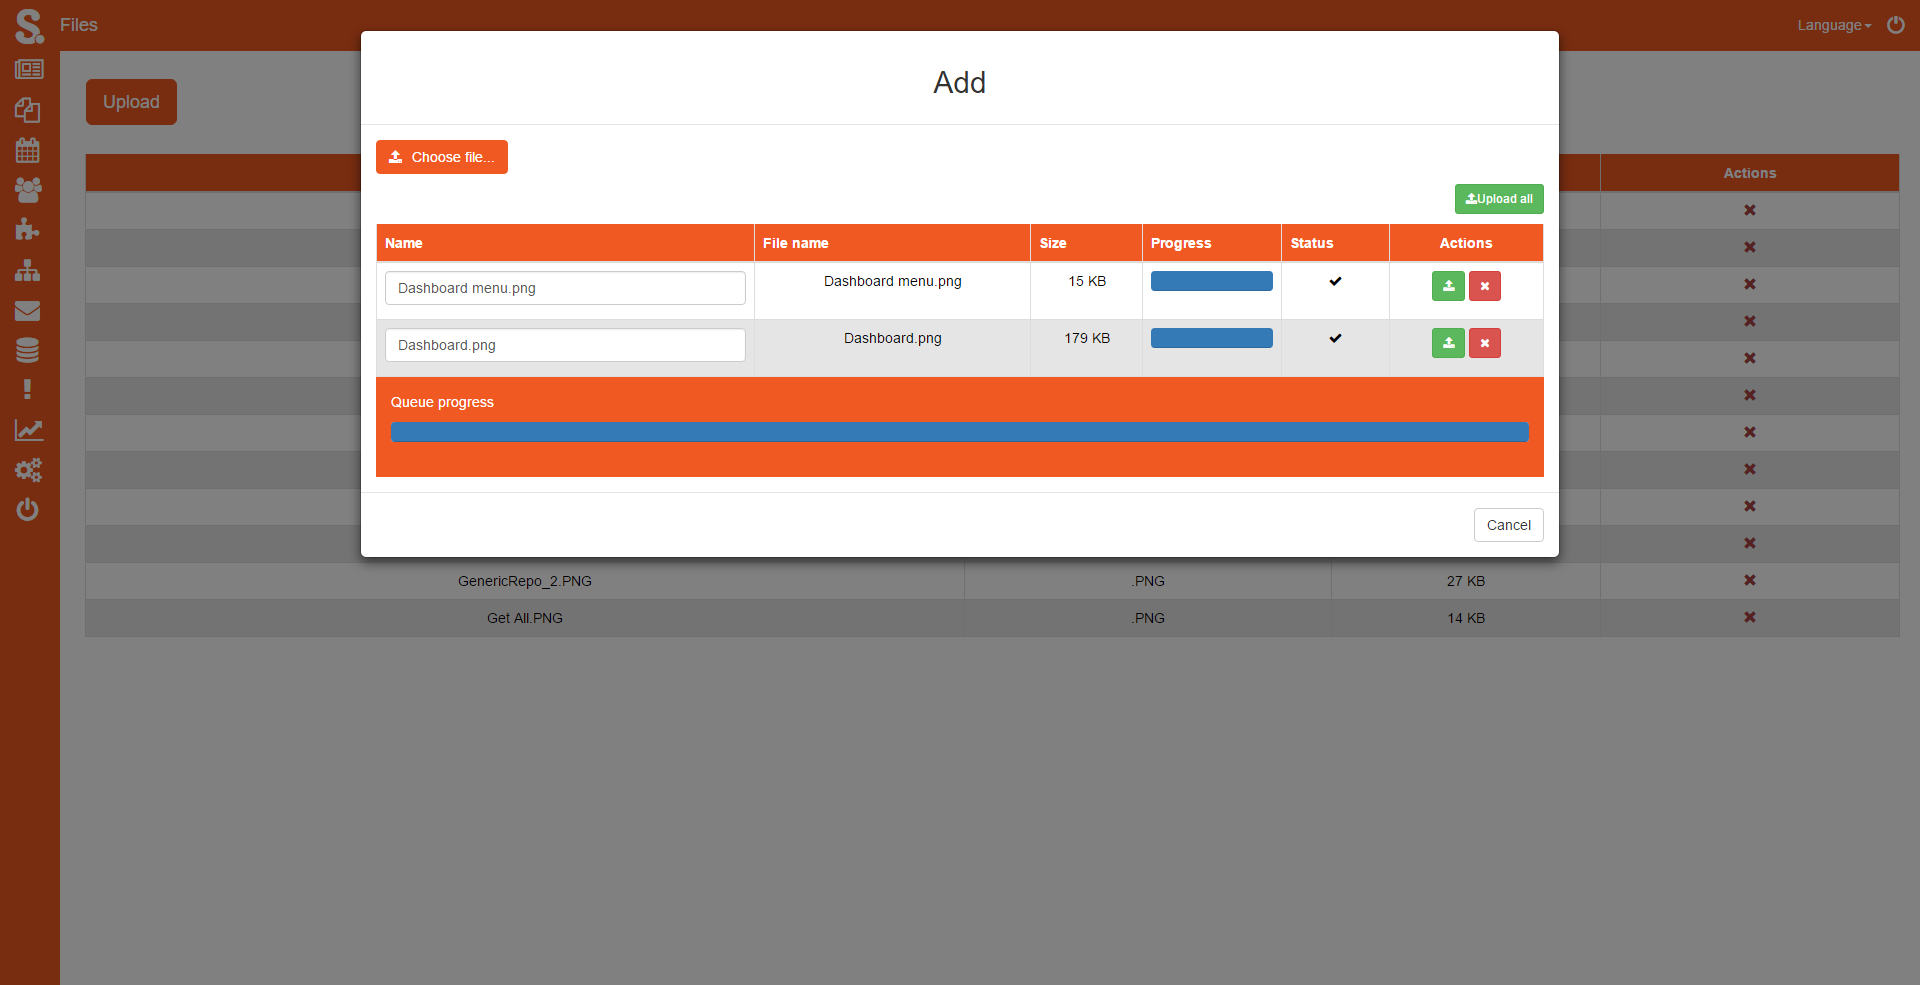 S.
Files
Language
Upload
Add
Choose file...
Upload all
Name File name Size Progress Status Actions
Dashboard menu.png Dashboard menu.png 15 KB
Dashboard.png Dashboard.png 179 KB
Queue progress
Cancel
Actions
GenericRepo_2.PNG .PNG 27 KB
Get All.PNG .PNG 14 KB